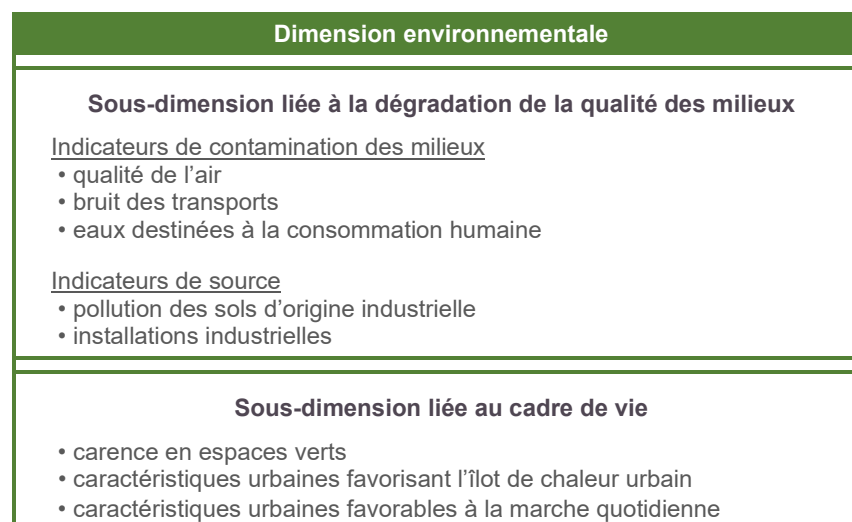 Dimension environnementale
Sous-dimension liée à la dégradation de la qualité des milieux
Indicateurs de contamination des milieux
• qualité de l’air
• bruit des transports
• eaux destinées à la consommation humaine
Indicateurs de source
• pollution des sols d’origine industrielle
• installations industrielles
Sous-dimension liée au cadre de vie
• carence en espaces verts
• caractéristiques urbaines favorisant l’îlot de chaleur urbain
• caractéristiques urbaines favorables à la marche quotidienne